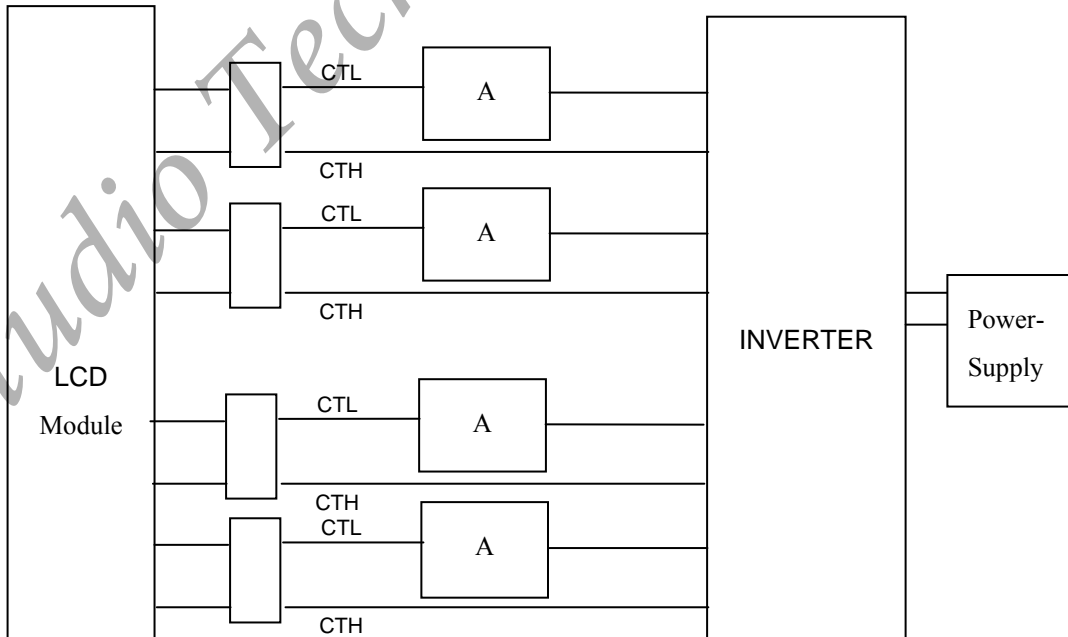 CTL
A
CTH
CTL
A
CTH
LCD
Module
INVERTER
Power-
Supply
CTL
A
CTH
CTL
A
CTH